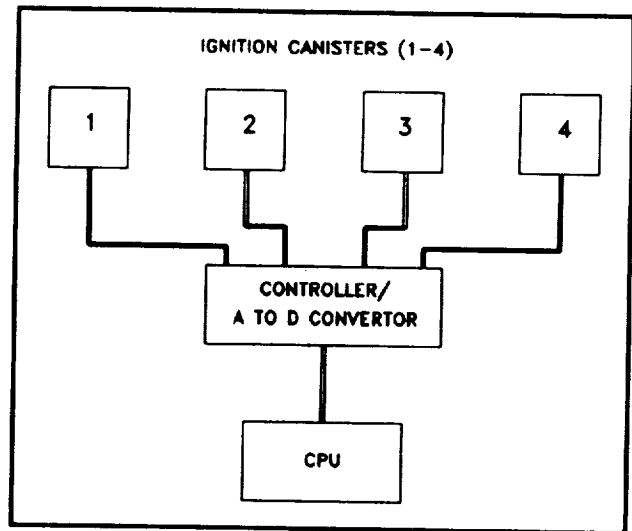 IGNITION CANISTERS (1-4)
1
2
3
4
CONTROLLER/
A TO D CONVERTOR
CPU